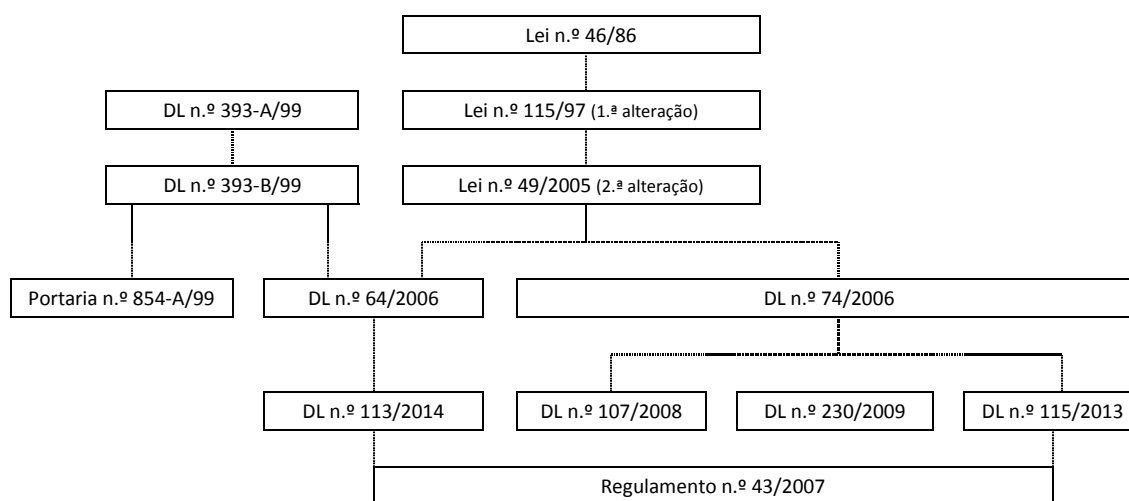 Lei n.º 46/86
DL n.º 393-A/99
Lei n.º 115/97 (1.ª alteração)
DL n.º 393-B/99
Lei n.º 49/2005 (2.ª alteração)
Portaria n.º 854-A/99
DL n.º 64/2006
DL n.º 74/2006
DL n.º 113/2014
DL n.º 107/2008
DL n.º 230/2009
DL n.º 115/2013
Regulamento n.º 43/2007